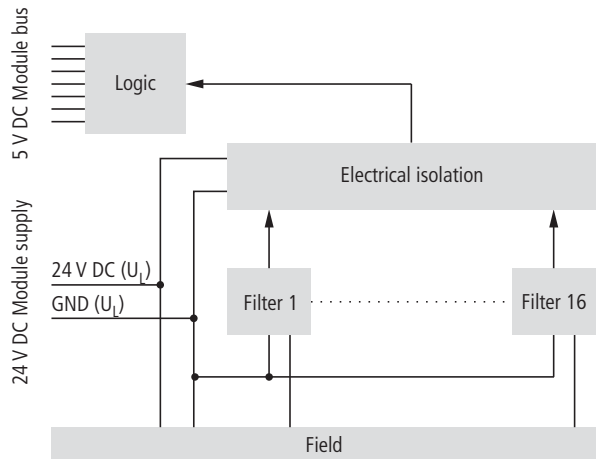 5 V DC Module bus
Logic
Electrical isolation
24 V DC Module supply
24 V DC (U_L)
GND (U_L)
Filter 1
Filter 16
Field